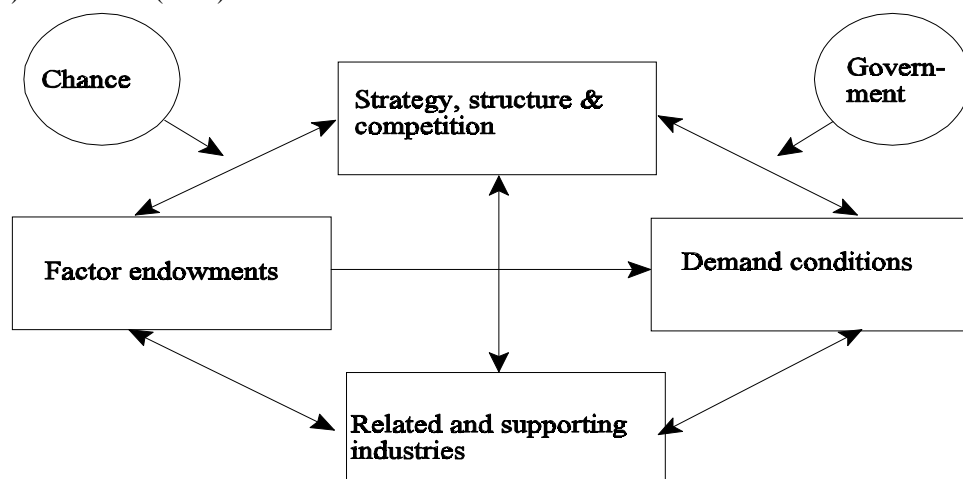 Chance
Govern-
ment
Strategy, structure &
competition
Factor endowments
Demand conditions
Related and supporting
industries